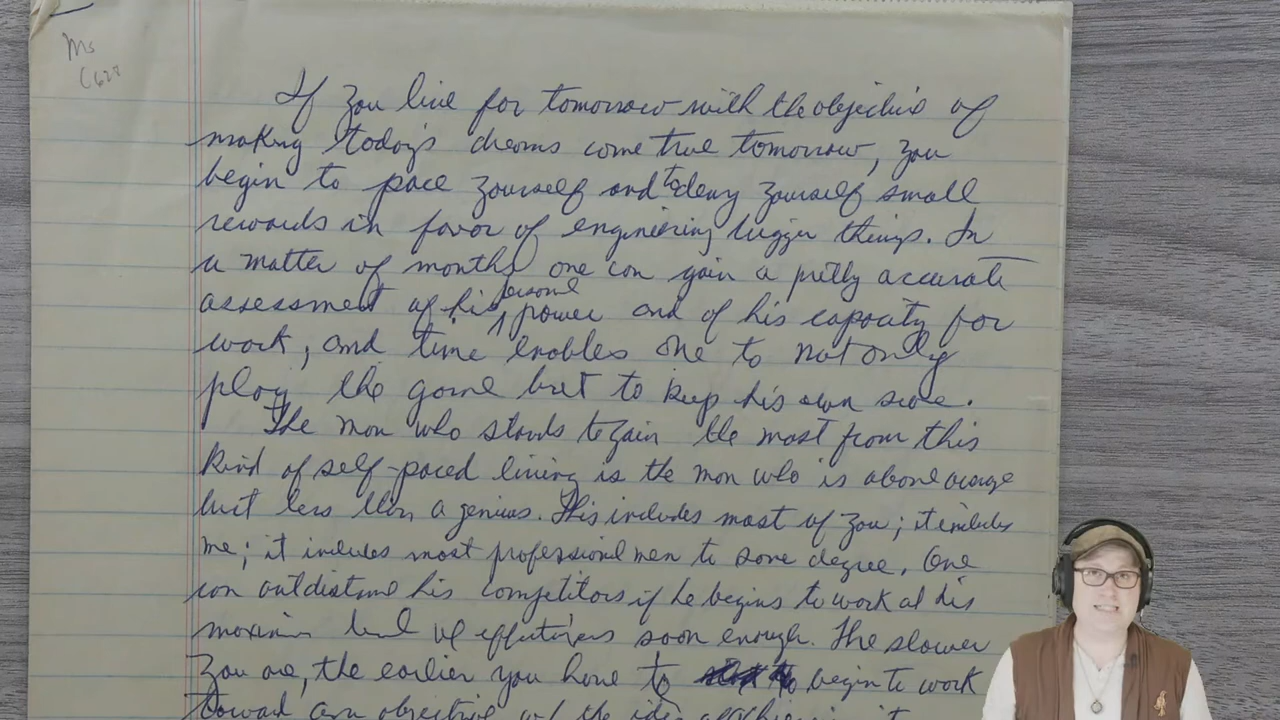 Ms
C628
If you live for tomorrow with the objective of
making today's dreams come true tomorrow, you
begin to pace yourself and to deny yourself small
rewards in favor of engineering bigger things. In
a matter of months one can gain a pretty accurate
assessment of his personal power and of his capacity for
work, and time enables one to not only
play the game but to keep his own score.
The man who stands to gain the most from this
kind of self-paced living is the man who is above average
but less than a genius. This includes most of you; it includes
me; it includes most professional men to some degree. One
can outdistance his competitors if he begins to work at his
maximum level of effectiveness soon enough. The slower
you are, the earlier you have to begin to work
toward an objective the idea